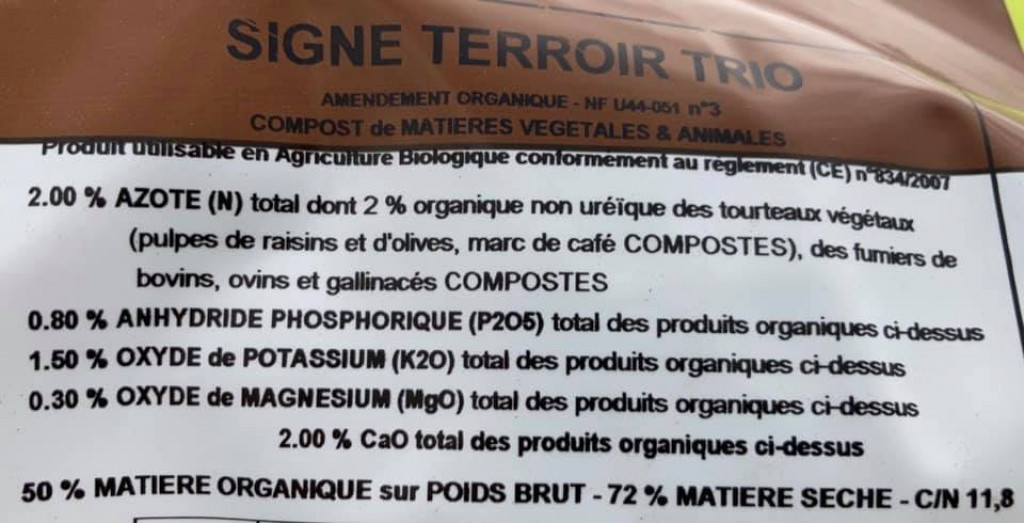 SIGNE TERROIR TRIO
AMENDEMENT ORGANIQUE - NF U44-051 n°3
COMPOST de MATIERES VEGETALES & ANIMALES
Produit utilisable en Agriculture Biologique conformement au reglement (CE) n°834/2007
2.00 % AZOTE (N) total dont 2 % organique non uréïque des tourteaux végétaux
(pulpes de raisins et d'olives, marc de café COMPOSTES), des fumiers de
bovins, ovins et gallinacés COMPOSTES
0.80 % ANHYDRIDE PHOSPHORIQUE (P2O5) total des produits organiques ci-dessus
1.50 % OXYDE de POTASSIUM (K2O) total des produits organiques ci-dessus
0.30 % OXYDE de MAGNESIUM (MgO) total des produits organiques ci-dessus
2.00 % CaO total des produits organiques ci-dessus
50 % MATIERE ORGANIQUE sur POIDS BRUT - 72 % MATIERE SECHE - C/N 11,8